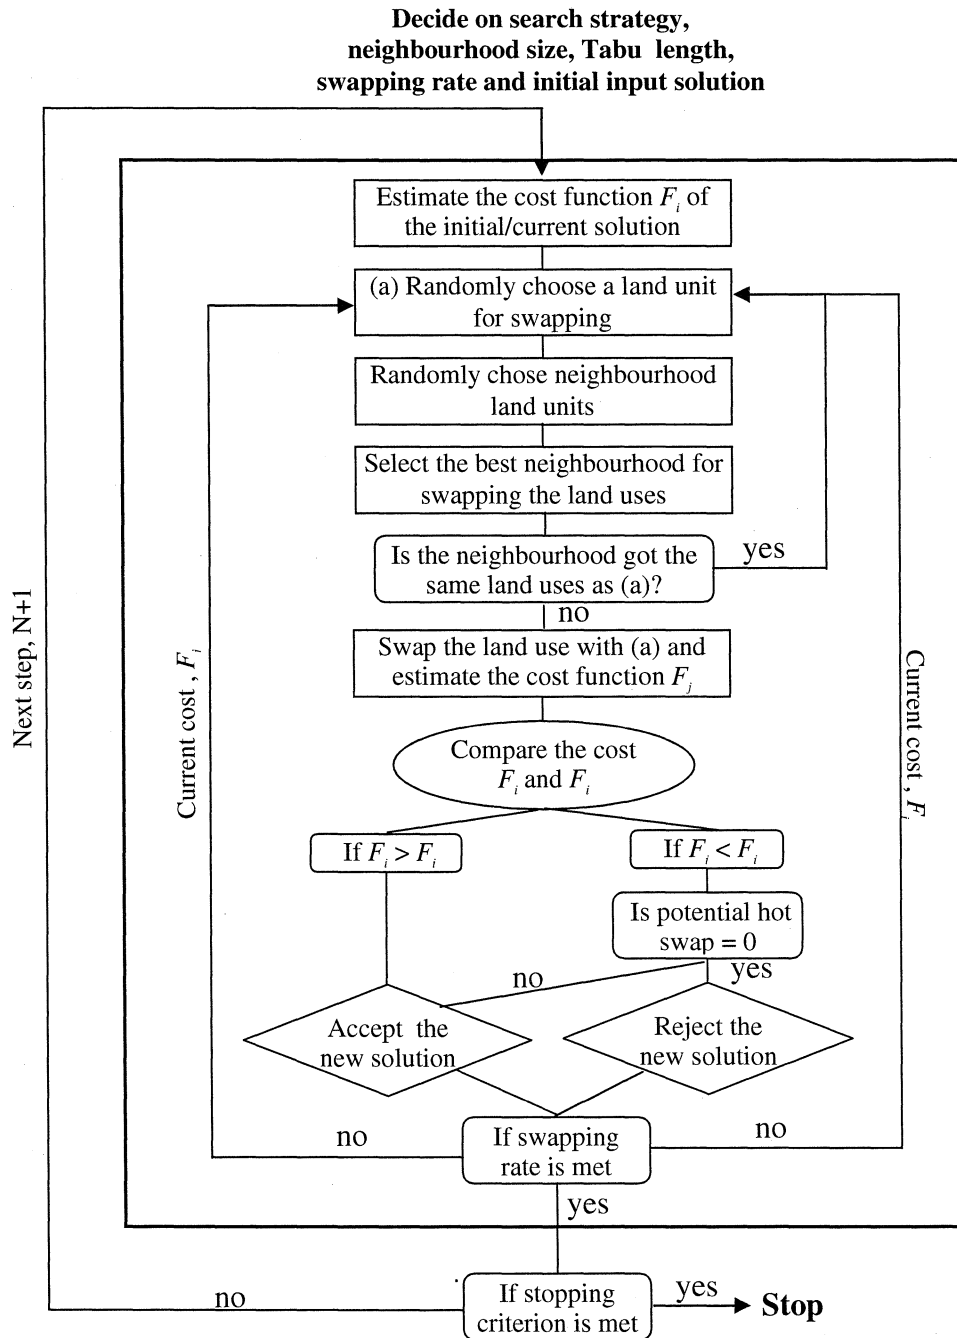 Decide on search strategy,
neighbourhood size, Tabu length,
swapping rate and initial input solution
Estimate the cost function F_i of
the initial/current solution
(a) Randomly choose a land unit
for swapping
Randomly chose neighbourhood
land units
Select the best neighbourhood for
swapping the land uses
Is the neighbourhood got the
same land uses as (a)?
yes
no
Swap the land use with (a) and
estimate the cost function F_j
Compare the cost
F_i and F_i
If F_i > F_i
If F_i < F_i
Is potential hot
swap = 0
no
yes
Accept the
new solution
Reject the
new solution
no
If swapping
rate is met
no
yes
Current cost , F_i
Current cost , F_i
Next step, N+1
no
If stopping
criterion is met
yes
Stop